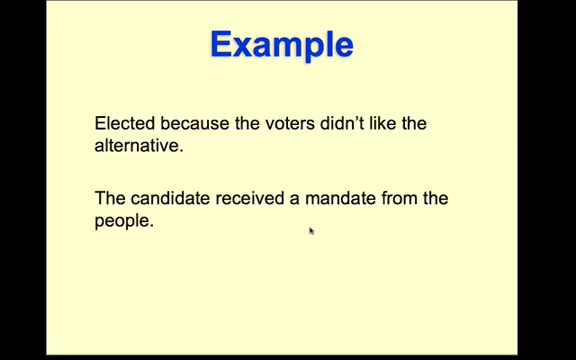 Example
Elected because the voters didn’t like the
alternative.
The candidate received a mandate from the
people.